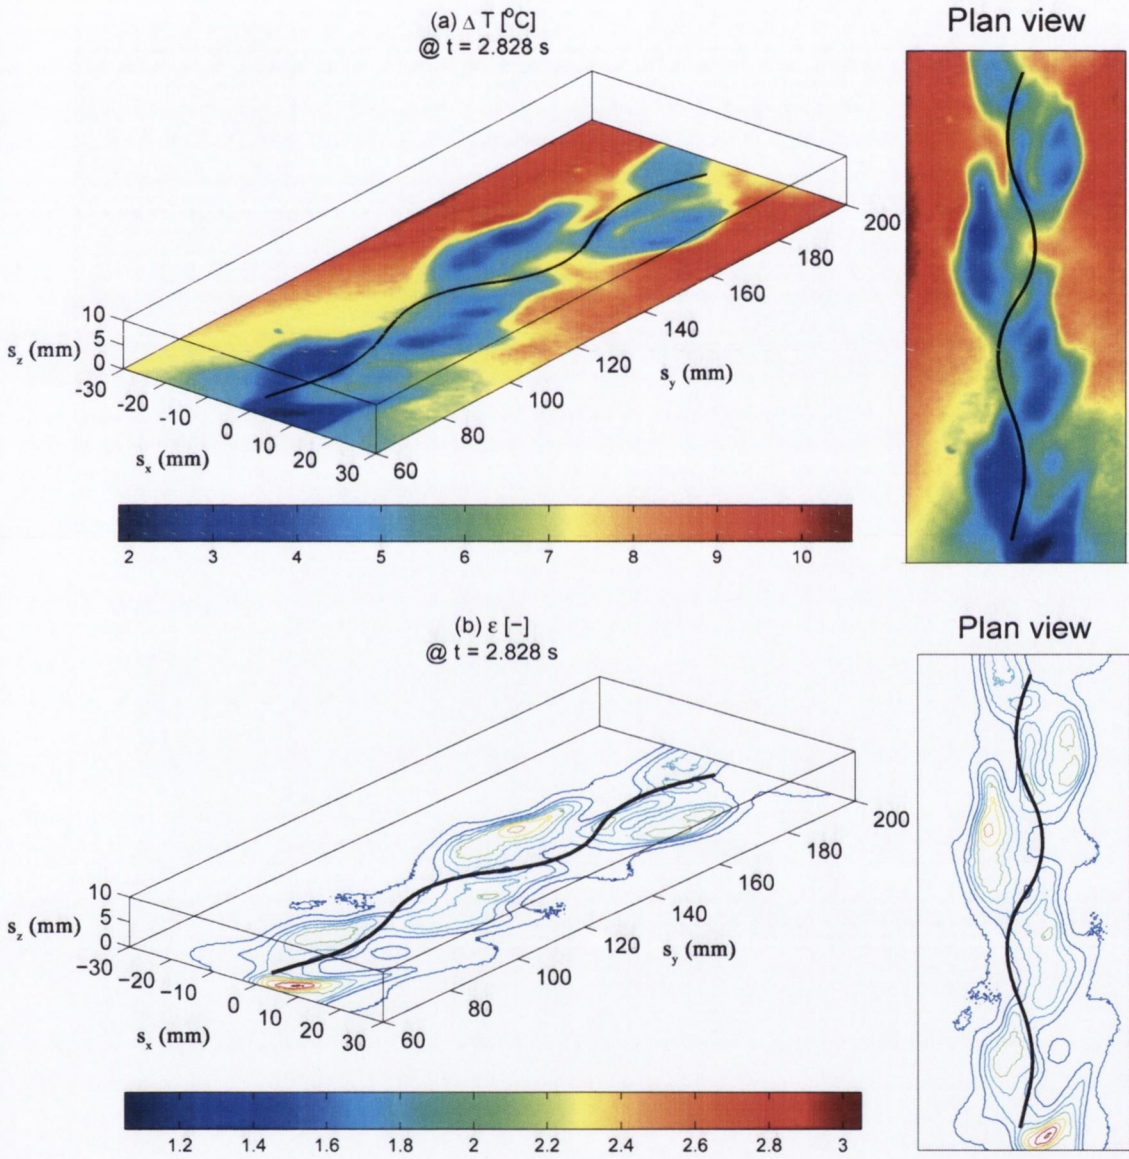 (a) Δ T [°C]
@ t = 2.828 s
Plan view
10
5
0
s_z (mm)
-30
-20
-10
0
10
20
30
s_x (mm)
60
80
100
120
140
160
180
200
s_y (mm)
2 3 4 5 6 7 8 9 10
(b) ε [−]
@ t = 2.828 s
Plan view
10
5
0
s_z (mm)
−30
−20
−10
0
10
20
30
s_x (mm)
60
80
100
120
140
160
180
200
s_y (mm)
1.2 1.4 1.6 1.8 2 2.2 2.4 2.6 2.8 3